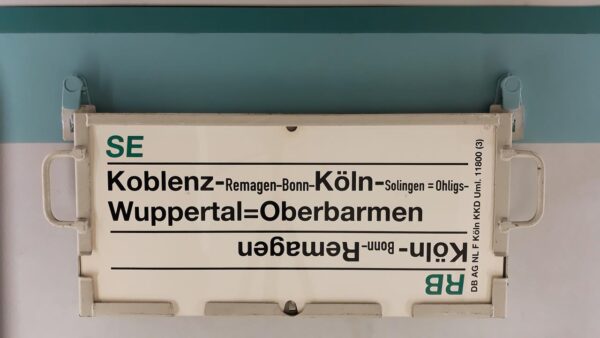 SE
Koblenz-Remagen-Bonn-Köln-Solingen=Ohligs-
Wuppertal=Oberbarmen
RB
Köln-Bonn-Remagen
DB AG NL F Köln KKD Uml. 11800 (3)